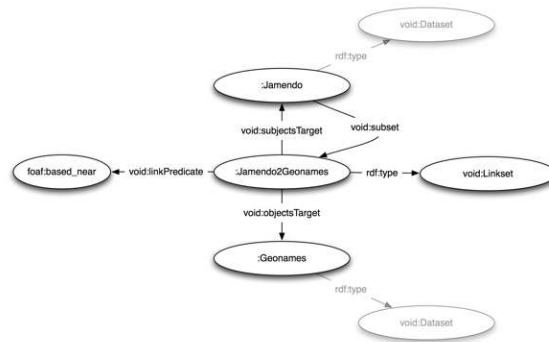 void:Dataset
rdf:type
:Jamendo
void:subjectsTarget
void:subset
foaf:based_near
void:linkPredicate
:Jamendo2Geonames
rdf:type
void:Linkset
void:objectsTarget
:Geonames
rdf:type
void:Dataset